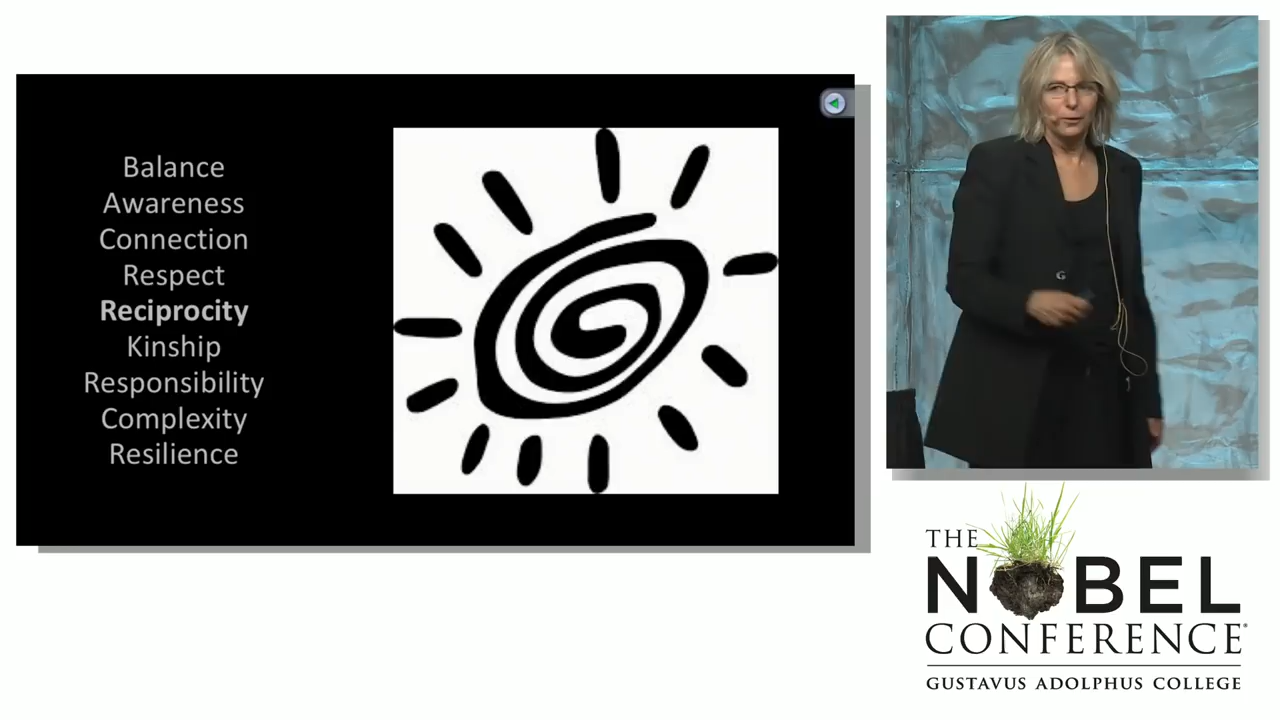 Balance
Awareness
Connection
Respect
Reciprocity
Kinship
Responsibility
Complexity
Resilience
G
THE
NOBEL
CONFERENCE®
GUSTAVUS ADOLPHUS COLLEGE